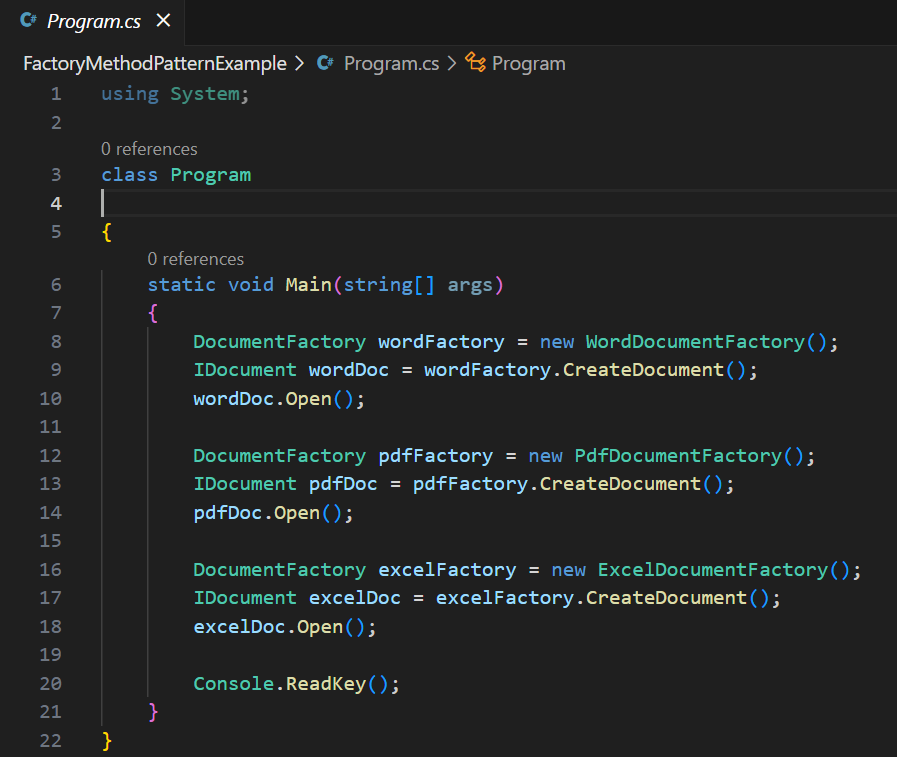 C# Program.cs ×
FactoryMethodPatternExample > C# Program.cs > Program
1 using System;
2
0 references
3 class Program
4
5 {
0 references
6 static void Main(string[] args)
7 {
8 DocumentFactory wordFactory = new WordDocumentFactory();
9 IDocument wordDoc = wordFactory.CreateDocument();
10 wordDoc.Open();
11
12 DocumentFactory pdfFactory = new PdfDocumentFactory();
13 IDocument pdfDoc = pdfFactory.CreateDocument();
14 pdfDoc.Open();
15
16 DocumentFactory excelFactory = new ExcelDocumentFactory();
17 IDocument excelDoc = excelFactory.CreateDocument();
18 excelDoc.Open();
19
20 Console.ReadKey();
21 }
22 }